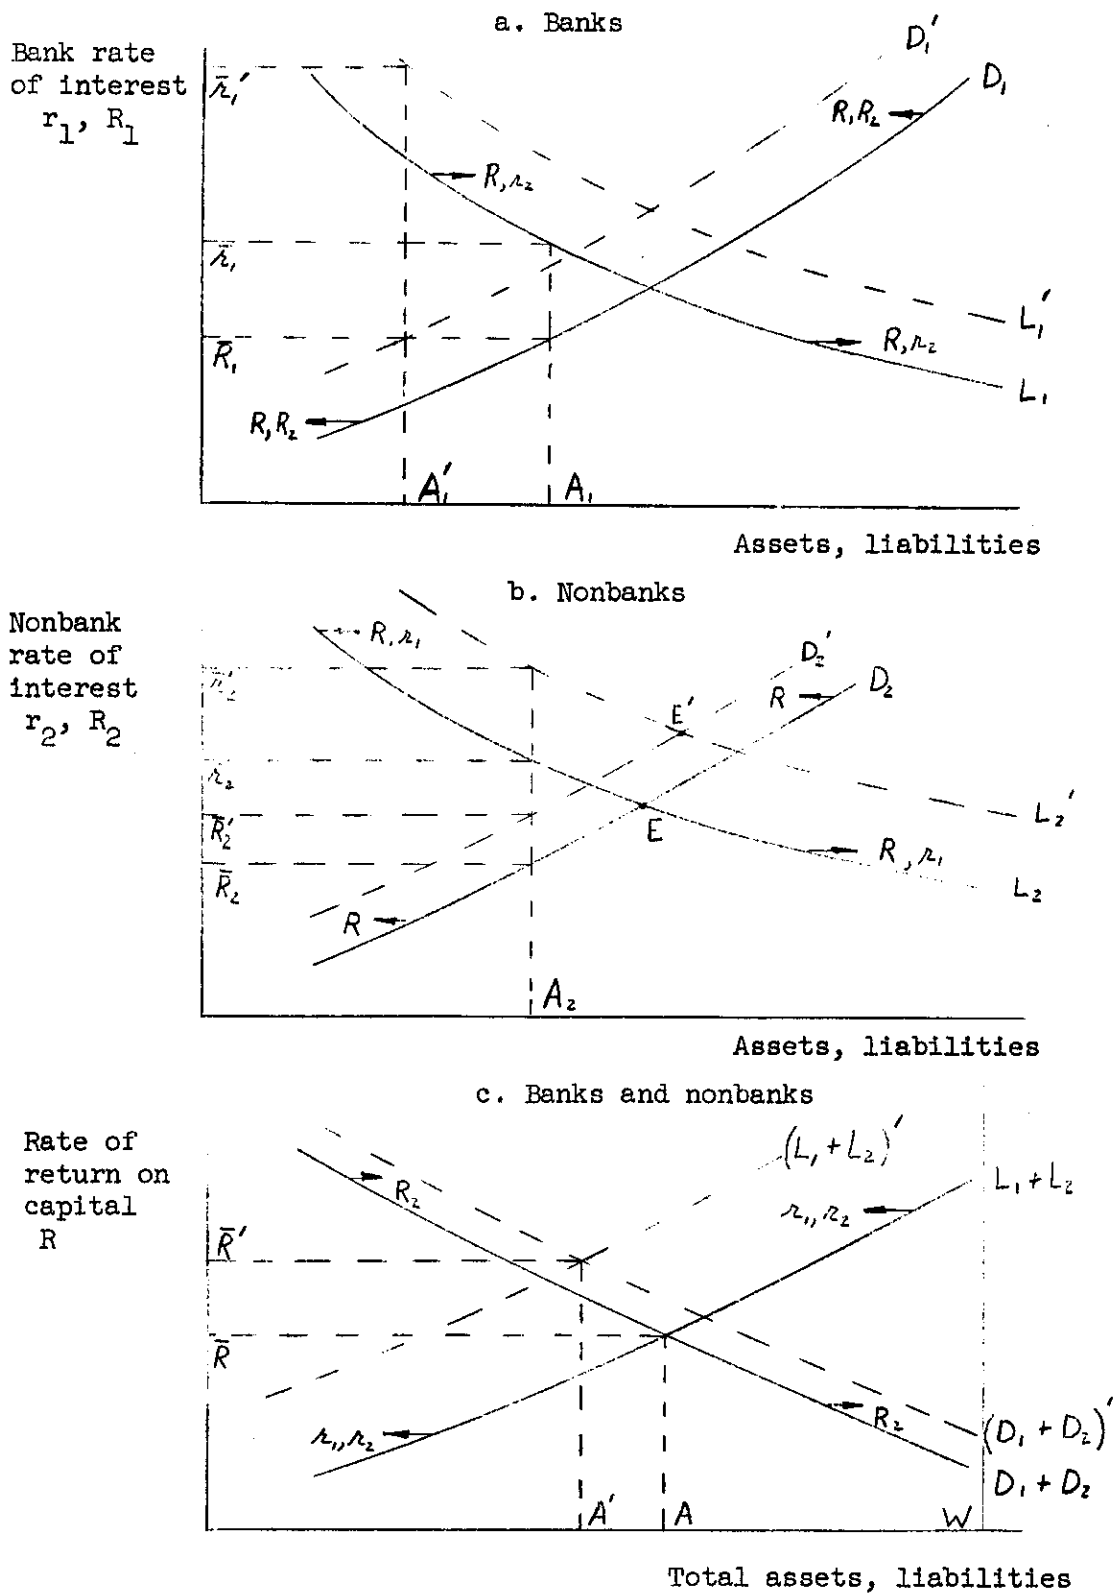 a. Banks
Bank rate
of interest
r₁, R₁
r̄₁′
D₁′
D₁
R, R₂
R, r₂
r̄₁
R̄₁
L₁′
R, r₂
L₁
R, R₂
A₁′
A₁
Assets, liabilities
b. Nonbanks
Nonbank
rate of
interest
r₂, R₂
R, r₁
r̄₂′
D₂′
D₂
R
E′
r₂
R̄₂′
E
L₂′
R̄₂
R, r₁
L₂
R
A₂
Assets, liabilities
c. Banks and nonbanks
Rate of
return on
capital
R
(L₁ + L₂)′
L₁ + L₂
R₂
r₁, r₂
R̄′
R̄
R₂
(D₁ + D₂)′
r₁, r₂
D₁ + D₂
A′
A
W
Total assets, liabilities